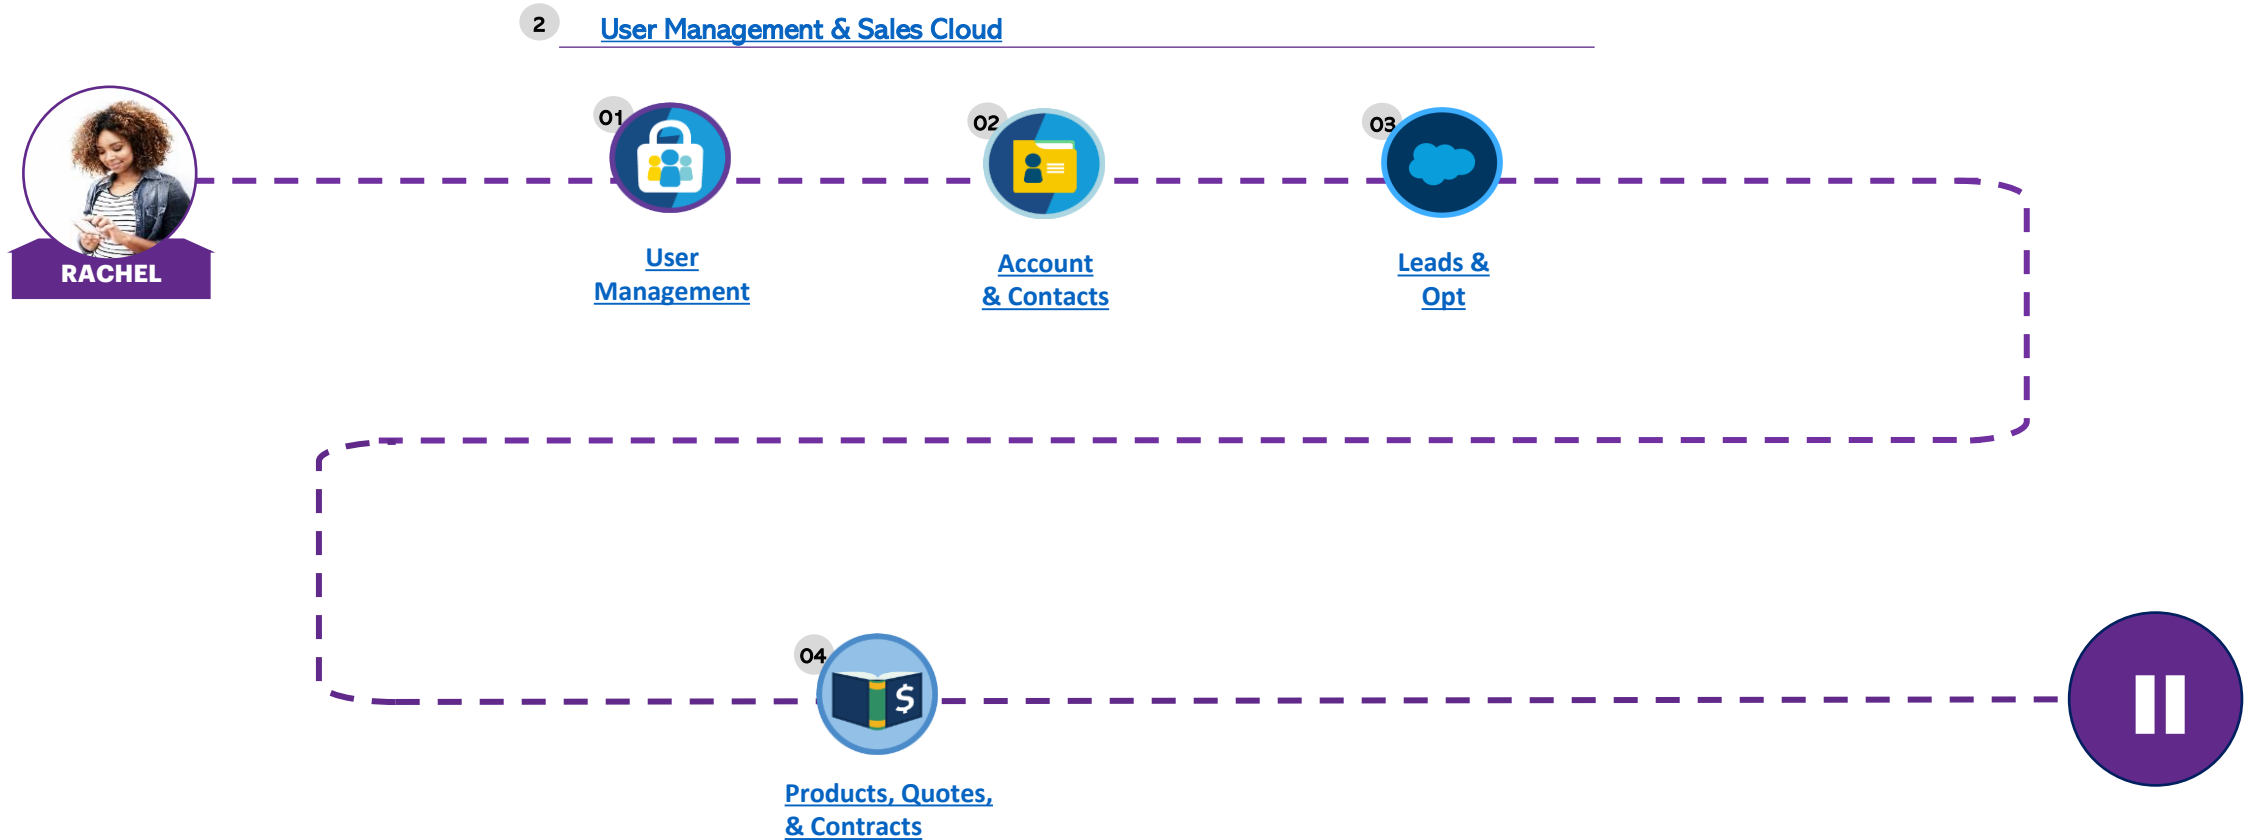 2
User Management & Sales Cloud
RACHEL
01
User
Management
02
Account
& Contacts
03
Leads &
Opt
04
$
Products, Quotes,
& Contracts